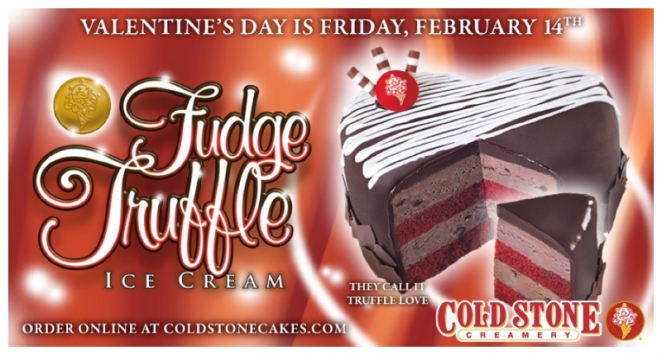 VALENTINE'S DAY IS FRIDAY, FEBRUARY 14TH
Fudge
Truffle
ICE CREAM
THEY CALL IT
TRUFFLE LOVE
COLD STONE
CREAMERY
ORDER ONLINE AT COLDSTONECAKES.COM